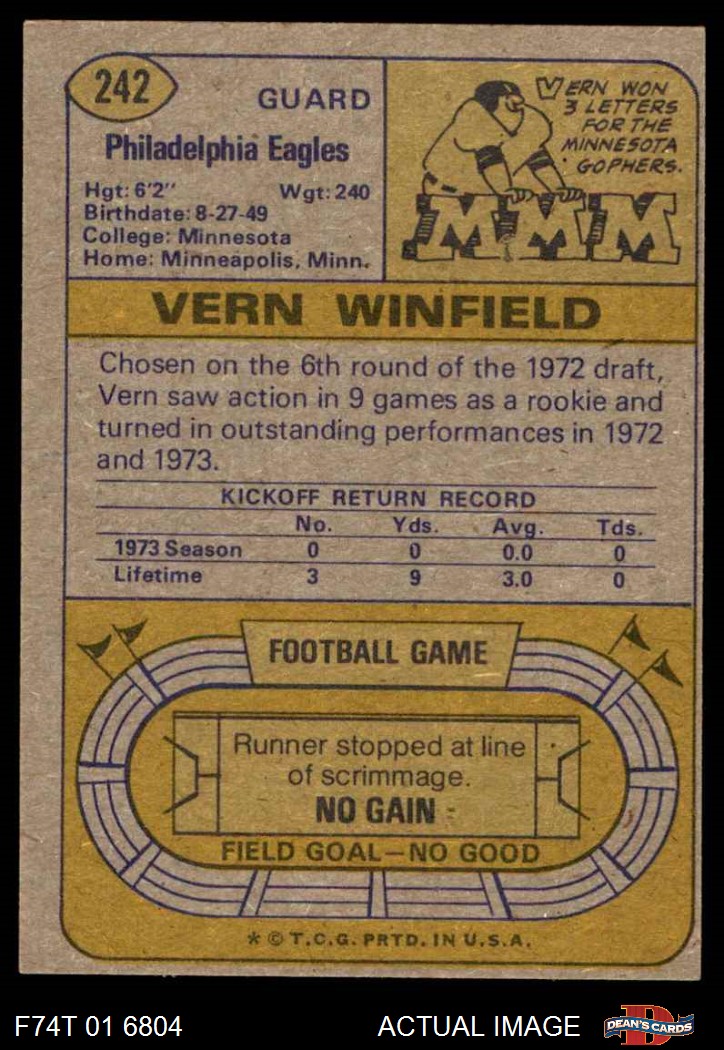 242
GUARD
Philadelphia Eagles
Hgt: 6'2" Wgt: 240
Birthdate: 8-27-49
College: Minnesota
Home: Minneapolis, Minn.
VERN WON
3 LETTERS
FOR THE
MINNESOTA
GOPHERS.
MMM
VERN WINFIELD
Chosen on the 6th round of the 1972 draft,
Vern saw action in 9 games as a rookie and
turned in outstanding performances in 1972
and 1973.
KICKOFF RETURN RECORD
No. Yds. Avg. Tds.
1973 Season 0 0 0.0 0
Lifetime 3 9 3.0 0
FOOTBALL GAME
Runner stopped at line
of scrimmage.
NO GAIN
FIELD GOAL—NO GOOD
* © T.C.G. PRTD. IN U.S.A.
F74T 01 6804 ACTUAL IMAGE
D
DEAN'S CARDS